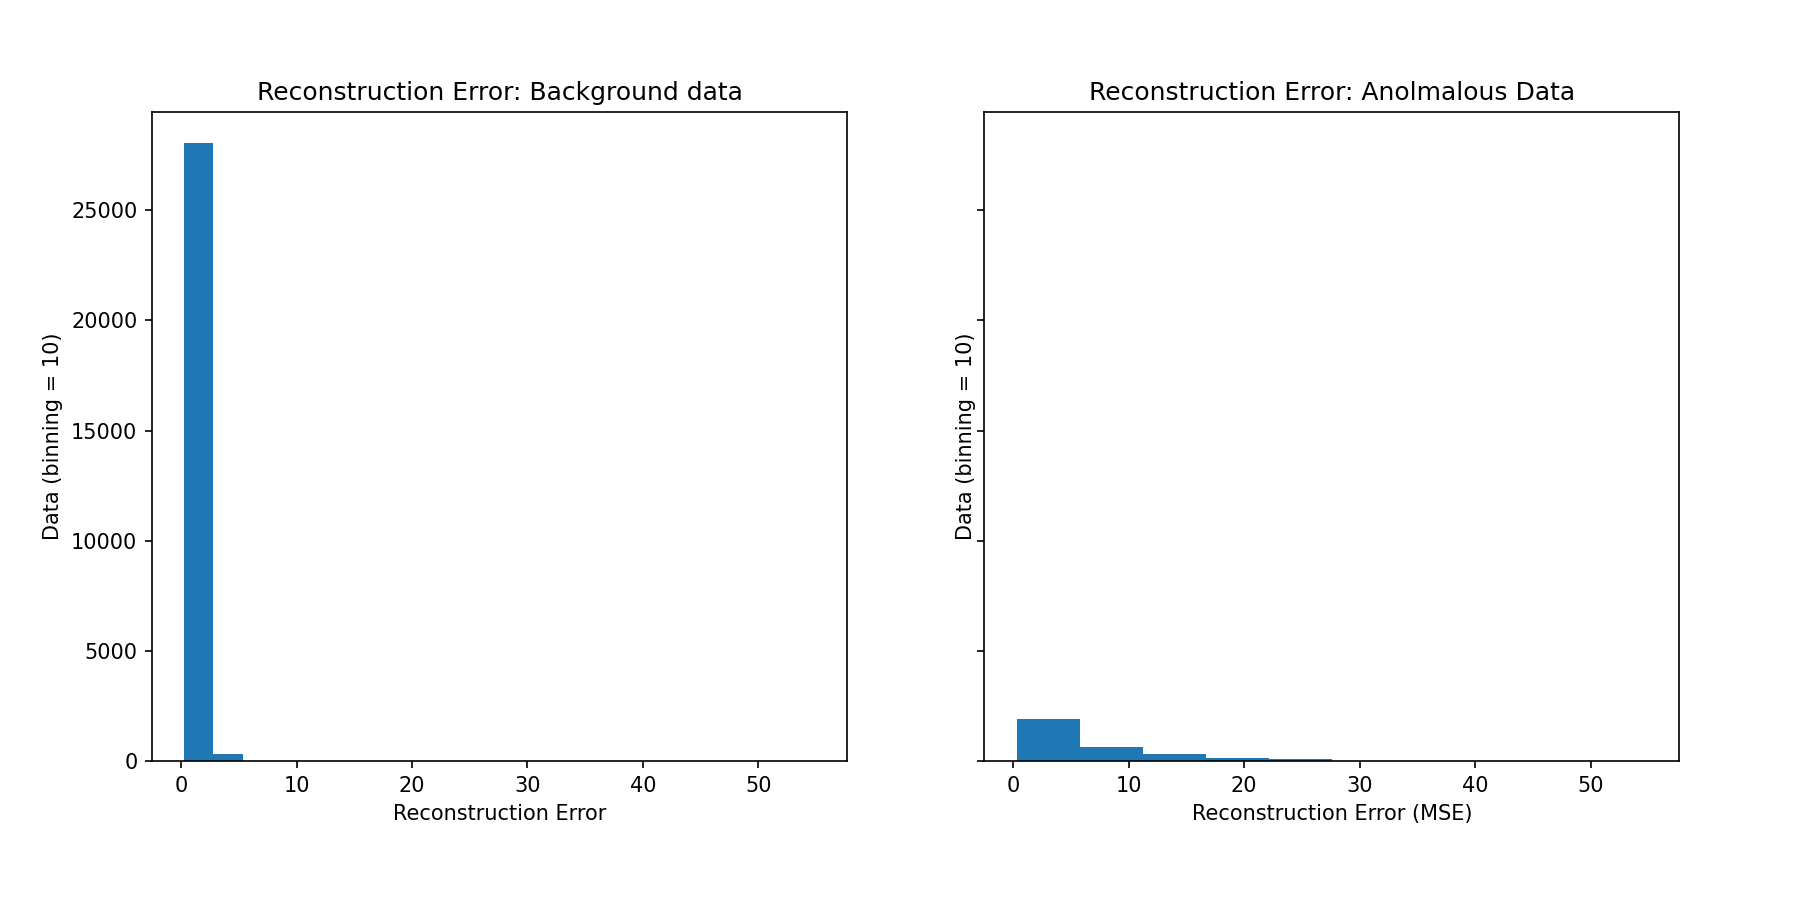 Reconstruction Error: Background data
Data (binning = 10)
25000
20000
15000
10000
5000
0
0 10 20 30 40 50
Reconstruction Error
Reconstruction Error: Anolmalous Data
Data (binning = 10)
0 10 20 30 40 50
Reconstruction Error (MSE)